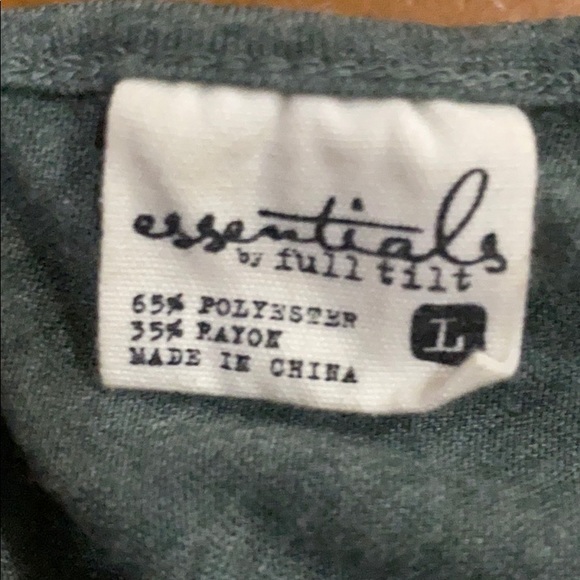 essentials
by full tilt
65% POLYESTER
35% RAYON
MADE IN CHINA
L